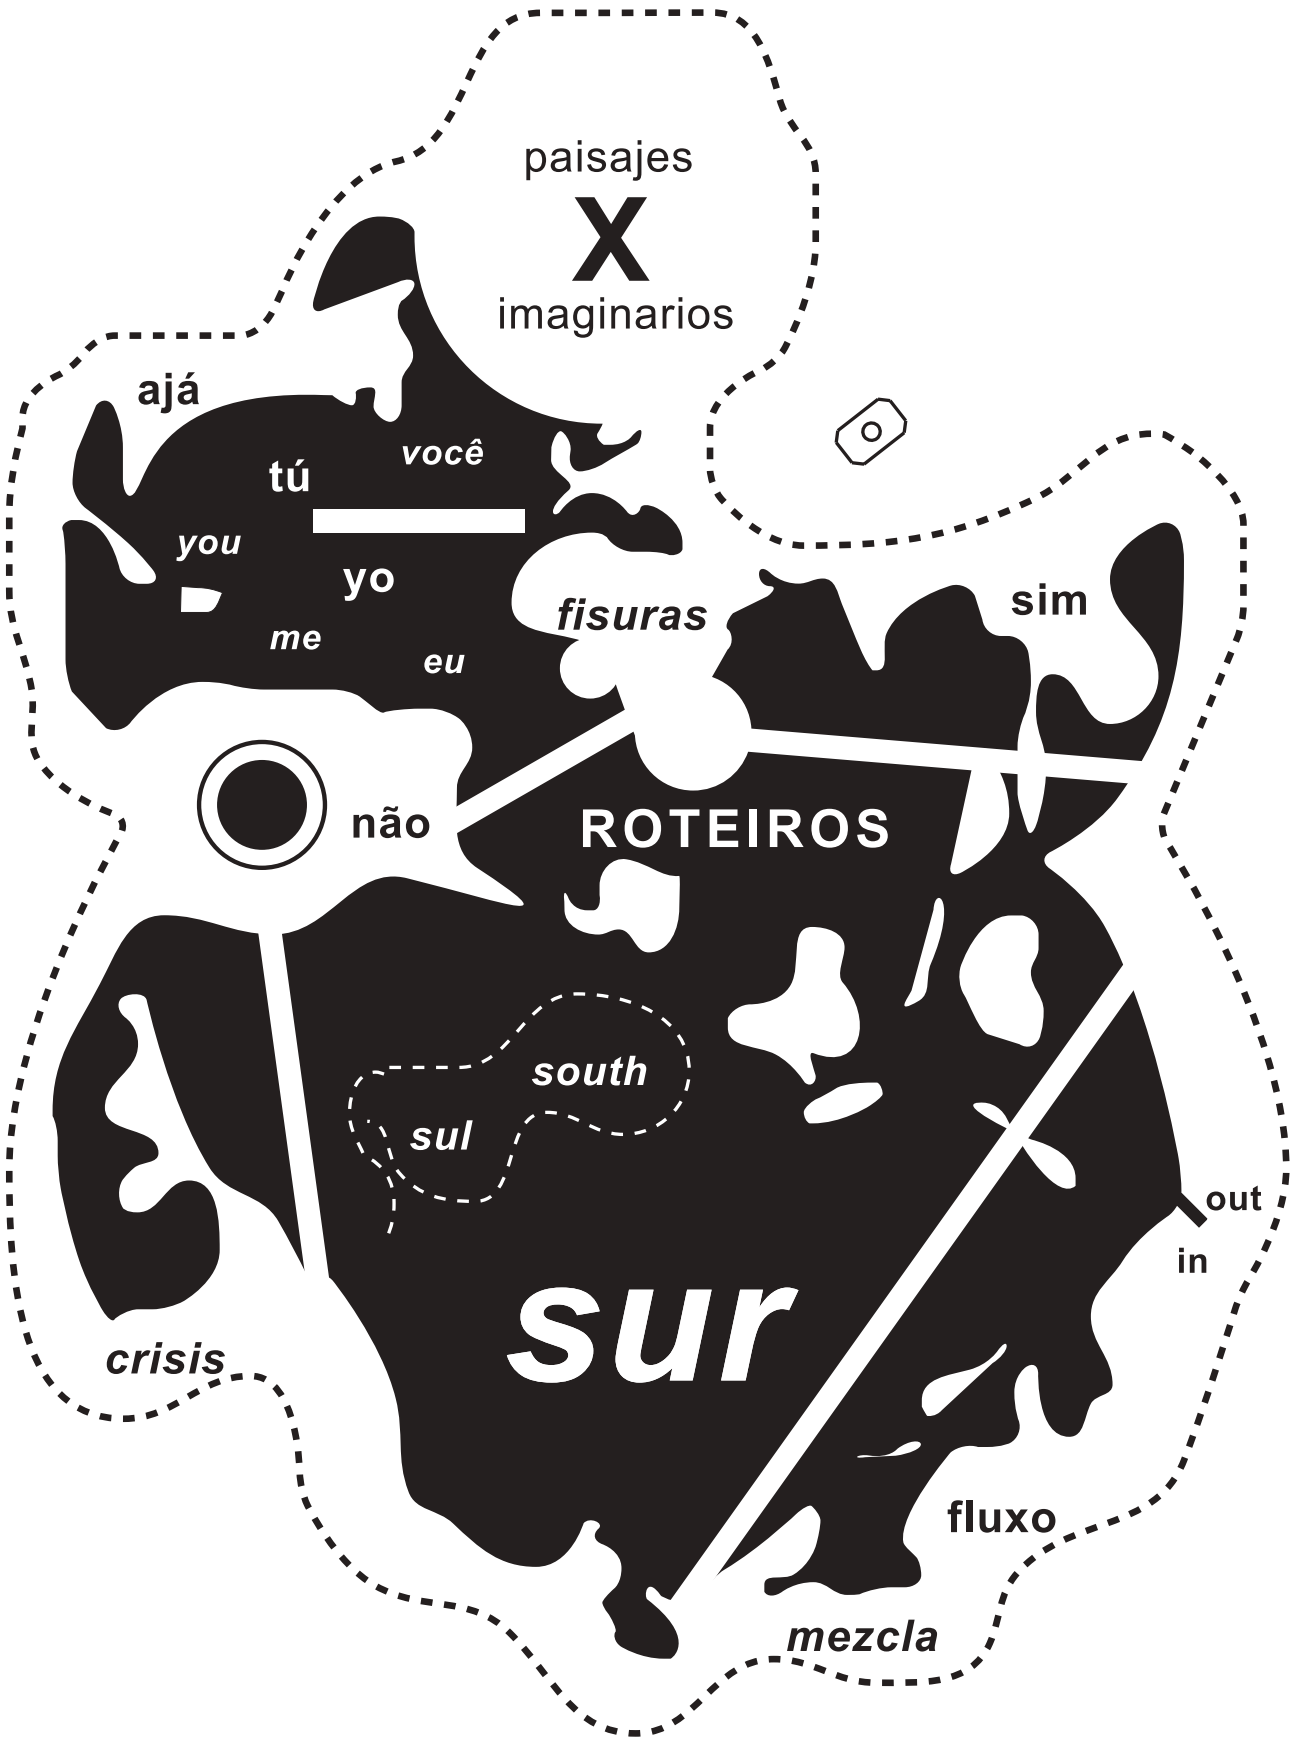 paisajes
X
imaginarios
ajá
você
tú
you
yo
me
eu
fisuras
sim
não
ROTEIROS
south
sul
out
in
sur
crisis
fluxo
mezcla